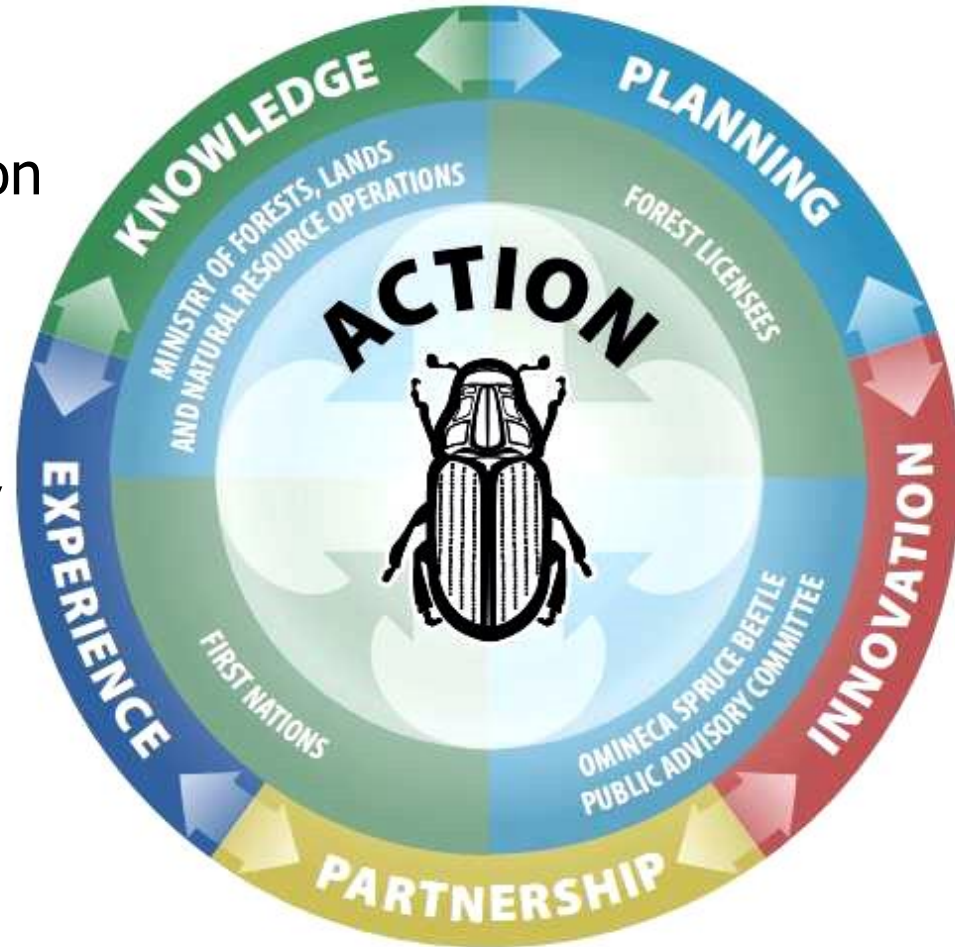 KNOWLEDGE
PLANNING
on
MINISTRY OF FORESTS, LANDS
AND NATURAL RESOURCE OPERATIONS
FOREST LICENSEES
ACTION
EXPERIENCE
INNOVATION
FIRST NATIONS
OMINECA SPRUCE BEETLE
PUBLIC ADVISORY COMMITTEE
PARTNERSHIP